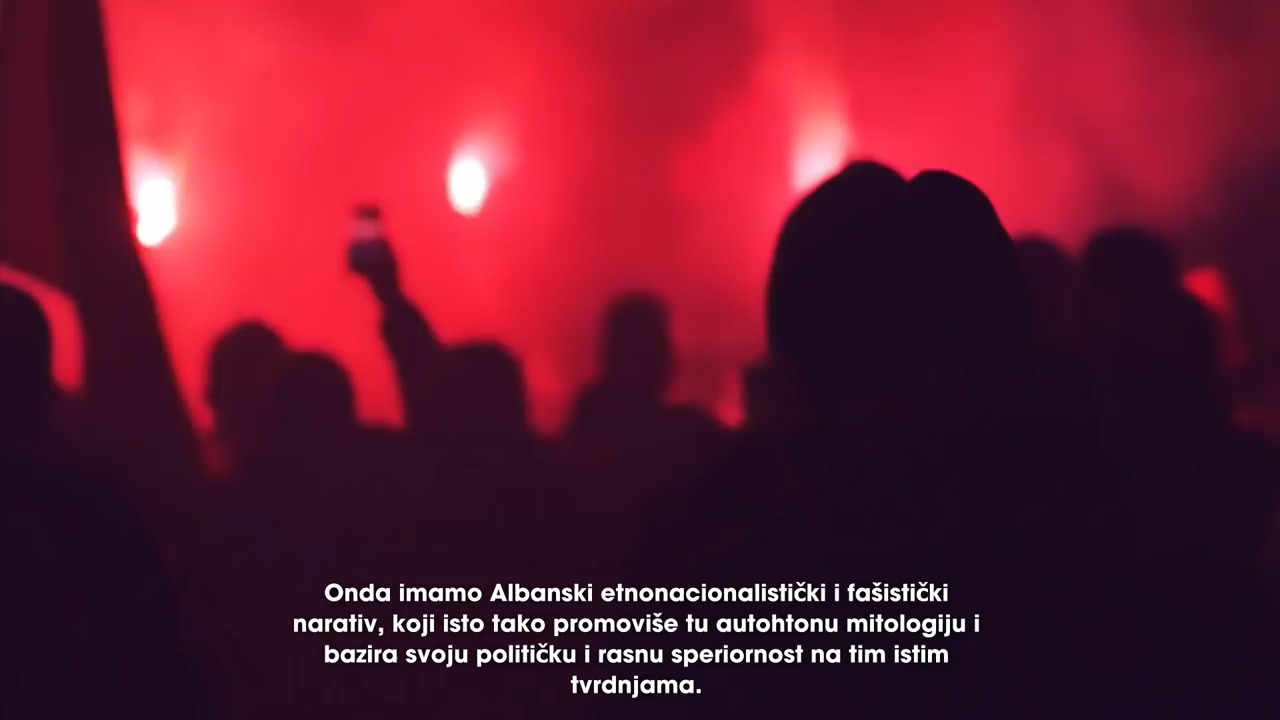 Onda imamo Albanski etnonacionalistički i fašistički
narativ, koji isto tako promoviše tu autohtonu mitologiju i
bazira svoju političku i rasnu speriornost na tim istim
tvrdnjama.